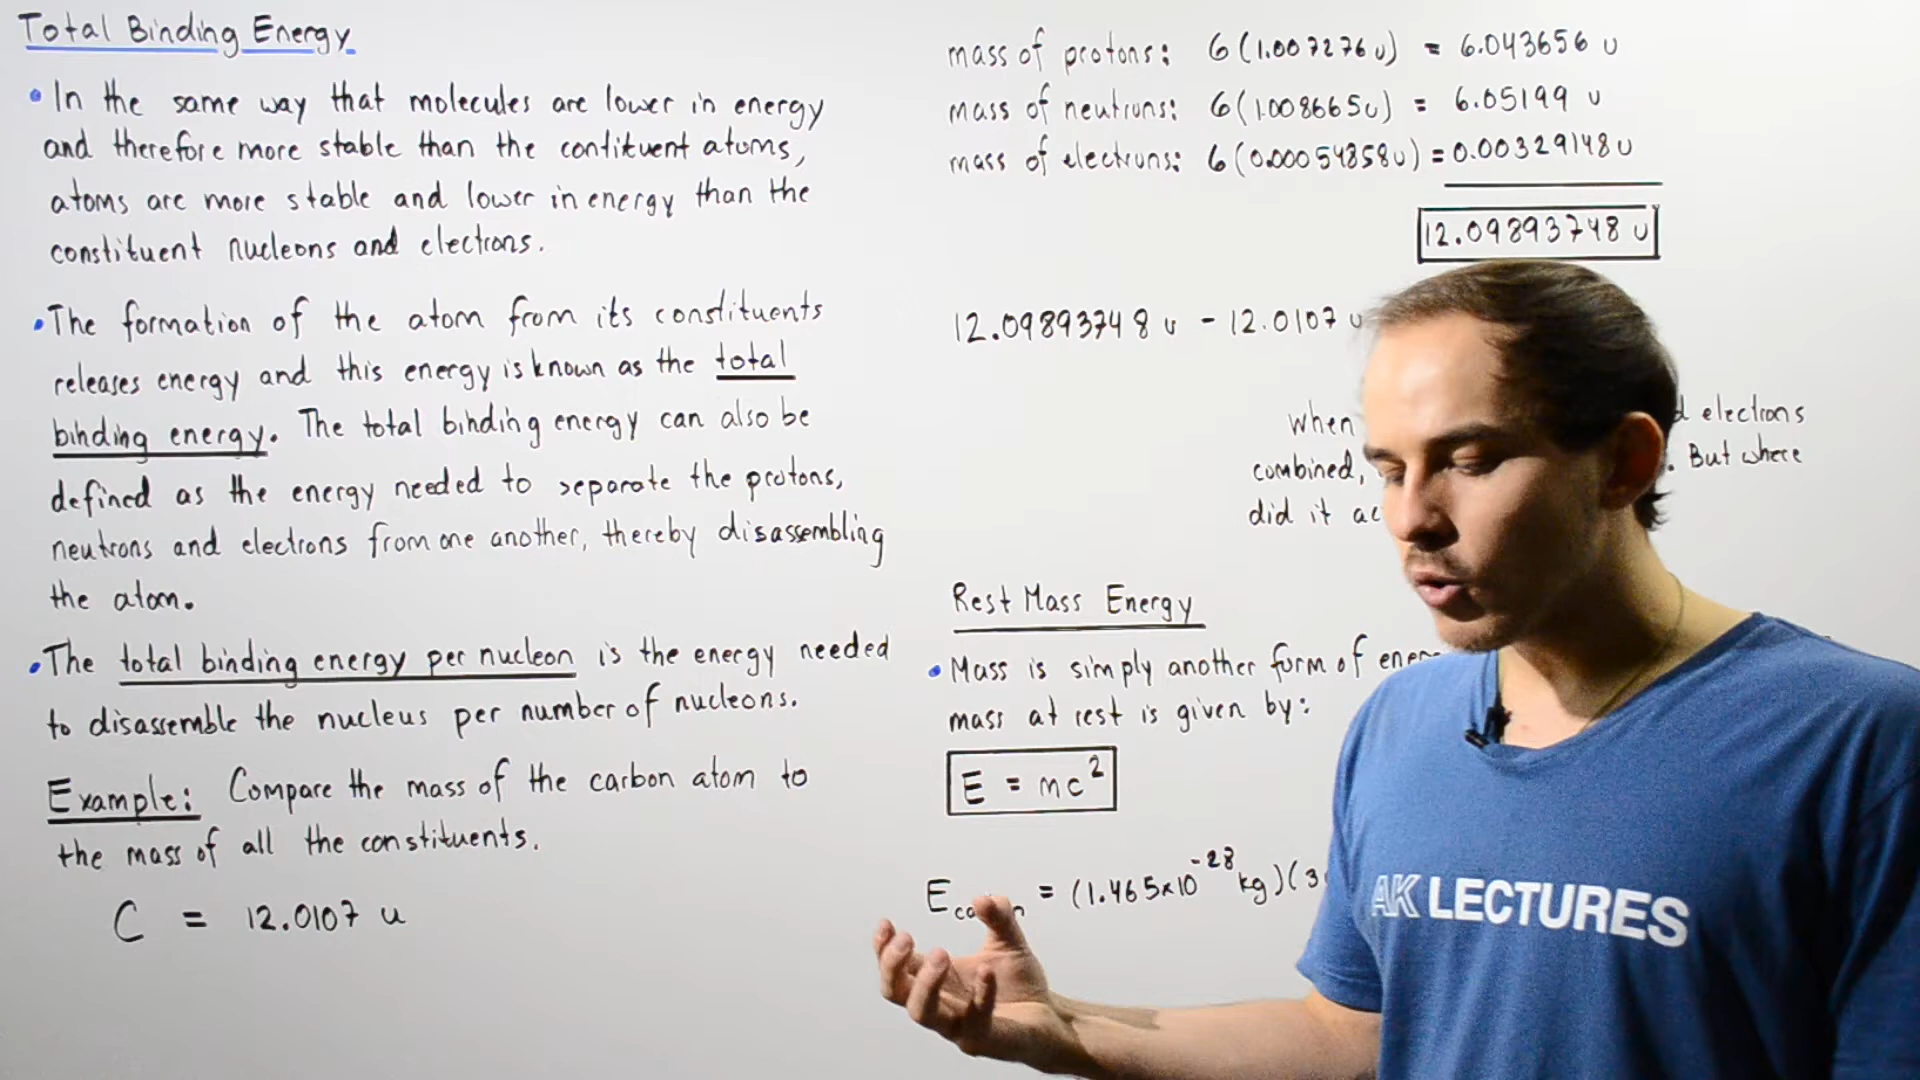 Total Binding Energy
• In the same way that molecules are lower in energy
and therefore more stable than the contituent atoms,
atoms are more stable and lower in energy than the
constituent nucleons and electrons.
• The formation of the atom from its constituents
releases energy and this energy is known as the total
binding energy. The total binding energy can also be
defined as the energy needed to separate the protons,
neutrons and electrons from one another, thereby disassembling
the atom.
• The total binding energy per nucleon is the energy needed
to disassemble the nucleus per number of nucleons.
Example: Compare the mass of the carbon atom to
the mass of all the constituents.
C = 12.0107 u
mass of protons: 6(1.007276u) = 6.043656 u
mass of neutrons: 6(1.008665u) = 6.05199 u
mass of electrons: 6(0.00054858u) = 0.00329148u
12.09893748 u
12.09893748 u - 12.0107 u
When electrons
combined, . But where
did it
Rest Mass Energy
• Mass is simply another form of
mass at rest is given by:
E = mc²
E = (1.465x10⁻²⁸ kg)(3
AK LECTURES